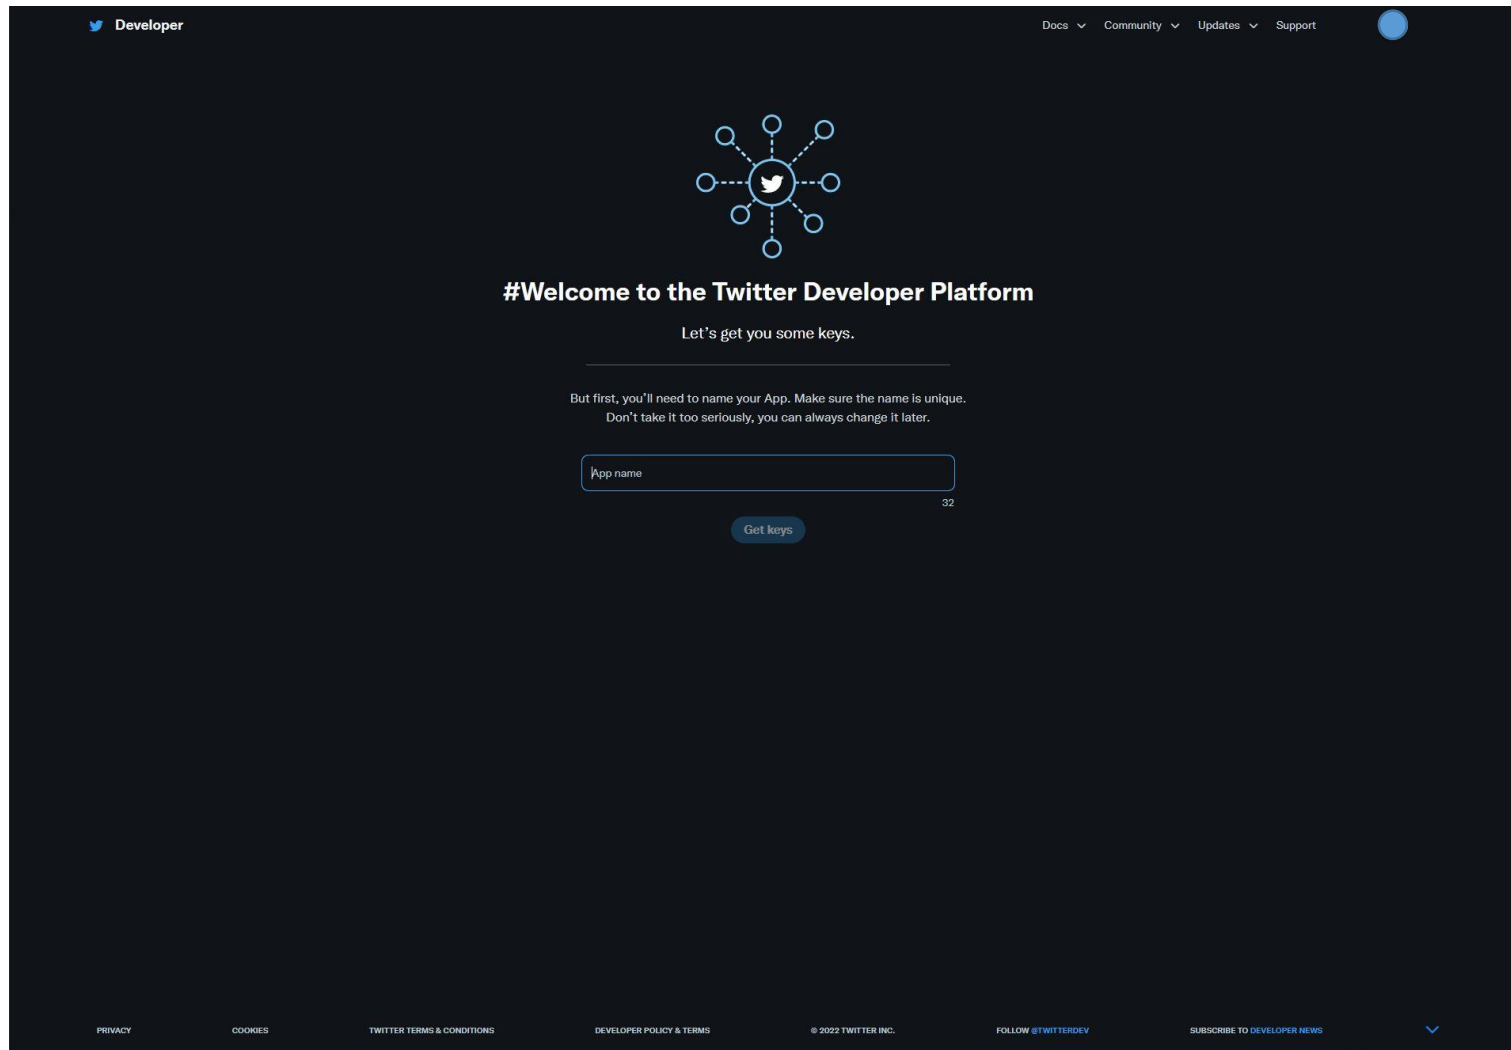 Developer
Docs Community Updates Support
#Welcome to the Twitter Developer Platform
Let's get you some keys.
But first, you'll need to name your App. Make sure the name is unique.
Don't take it too seriously, you can always change it later.
App name
32
Get keys
PRIVACY COOKIES TWITTER TERMS & CONDITIONS DEVELOPER POLICY & TERMS © 2022 TWITTER INC. FOLLOW @TWITTERDEV SUBSCRIBE TO DEVELOPER NEWS